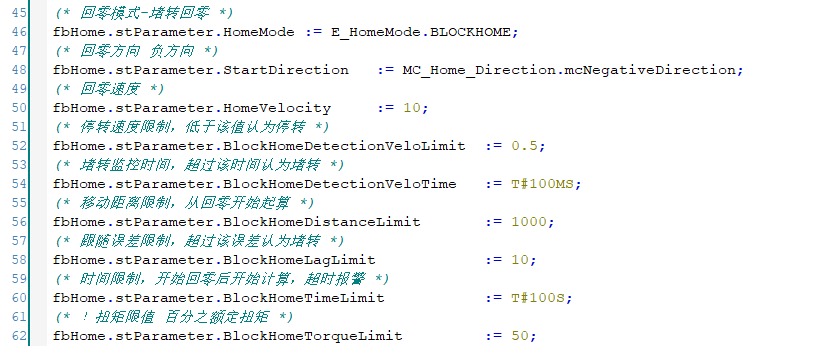 45 (* 回零模式-堵转回零 *)
46 fbHome.stParameter.HomeMode := E_HomeMode.BLOCKHOME;
47 (* 回零方向 负方向 *)
48 fbHome.stParameter.StartDirection := MC_Home_Direction.mcNegativeDirection;
49 (* 回零速度 *)
50 fbHome.stParameter.HomeVelocity := 10;
51 (* 停转速度限制，低于该值认为停转 *)
52 fbHome.stParameter.BlockHomeDetectionVeloLimit := 0.5;
53 (* 堵转监控时间，超过该时间认为堵转 *)
54 fbHome.stParameter.BlockHomeDetectionVeloTime := T#100MS;
55 (* 移动距离限制，从回零开始起算 *)
56 fbHome.stParameter.BlockHomeDistanceLimit := 1000;
57 (* 跟随误差限制，超过该误差认为堵转 *)
58 fbHome.stParameter.BlockHomeLagLimit := 10;
59 (* 时间限制，开始回零后开始计算，超时报警 *)
60 fbHome.stParameter.BlockHomeTimeLimit := T#100S;
61 (* ！扭矩限值 百分之额定扭矩 *)
62 fbHome.stParameter.BlockHomeTorqueLimit := 50;